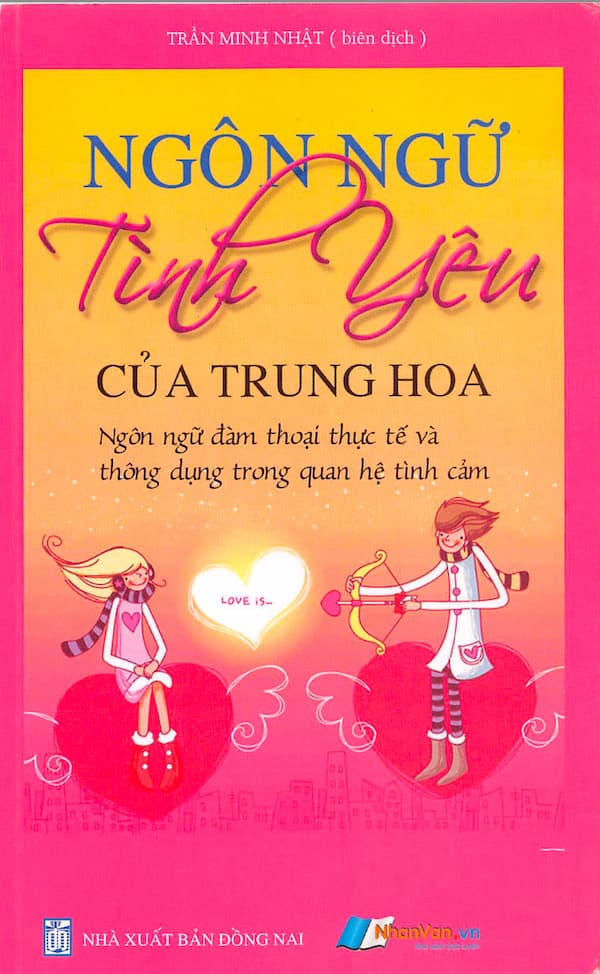 TRẦN MINH NHẬT ( biên dịch )
NGÔN NGỮ
Tình Yêu
CỦA TRUNG HOA
Ngôn ngữ đàm thoại thực tế và
thông dụng trong quan hệ tình cảm
LOVE iS...
NHÀ XUẤT BẢN ĐỒNG NAI
NhanVan.vn